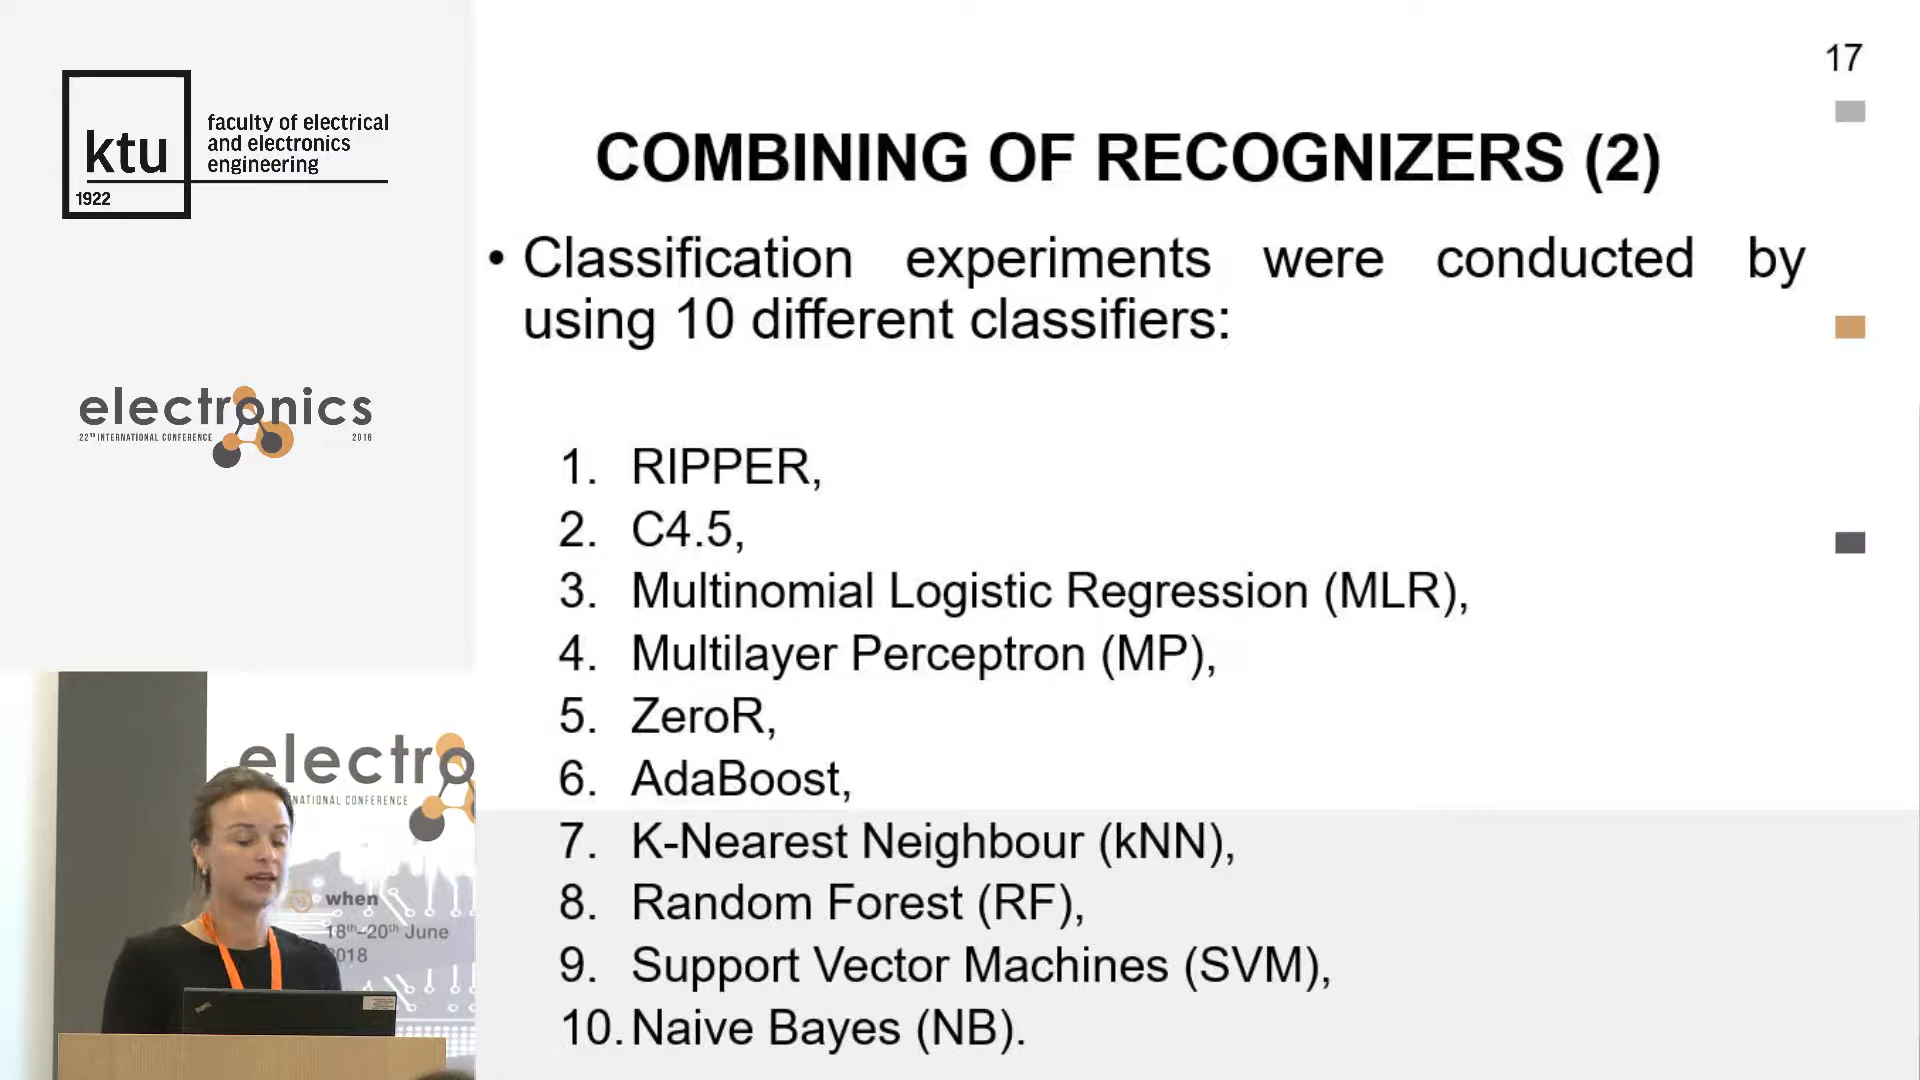 17
ktu
1922
faculty of electrical
and electronics
engineering
COMBINING OF RECOGNIZERS (2)
• Classification experiments were conducted by
using 10 different classifiers:
electronics
22ND INTERNATIONAL CONFERENCE 2018
1. RIPPER,
2. C4.5,
3. Multinomial Logistic Regression (MLR),
4. Multilayer Perceptron (MP),
5. ZeroR,
6. AdaBoost,
7. K-Nearest Neighbour (kNN),
8. Random Forest (RF),
9. Support Vector Machines (SVM),
10. Naive Bayes (NB).
electro
NATIONAL CONFERENCE
when
18th–20th June
018